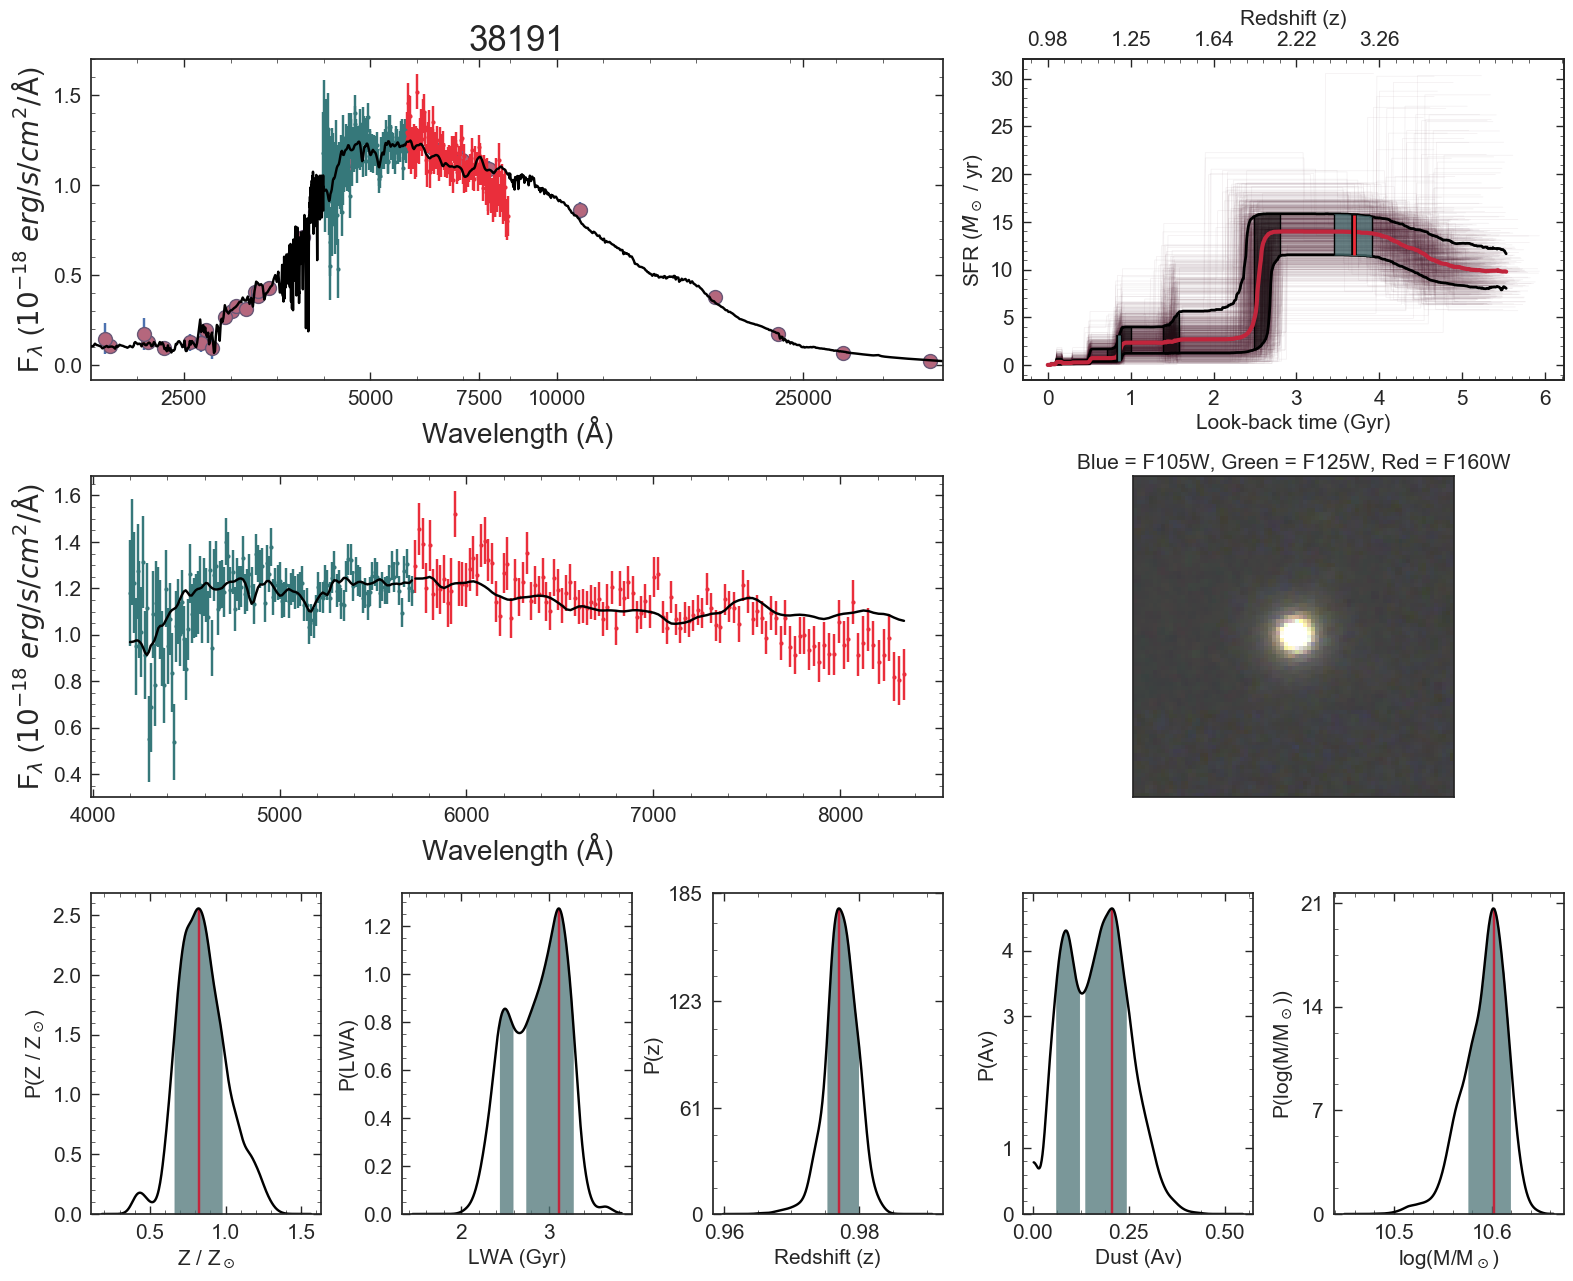 38191
F_λ (10^−18 erg/s/cm^2/Å)
1.5
1.0
0.5
0.0
2500 5000 7500 10000 25000
Wavelength (Å)
Redshift (z)
0.98 1.25 1.64 2.22 3.26
SFR (M_⊙ / yr)
30
25
20
15
10
5
0
0 1 2 3 4 5 6
Look-back time (Gyr)
F_λ (10^−18 erg/s/cm^2/Å)
1.6
1.4
1.2
1.0
0.8
0.6
0.4
4000 5000 6000 7000 8000
Wavelength (Å)
Blue = F105W, Green = F125W, Red = F160W
P(Z / Z_⊙)
2.5
2.0
1.5
1.0
0.5
0.0
0.5 1.0 1.5
Z / Z_⊙
P(LWA)
1.2
1.0
0.8
0.6
0.4
0.2
0.0
2 3
LWA (Gyr)
P(z)
185
123
61
0
0.96 0.98
Redshift (z)
P(Av)
4
3
1
0
0.00 0.25 0.50
Dust (Av)
P(log(M/M_⊙))
21
14
7
0
10.5 10.6
log(M/M_⊙)